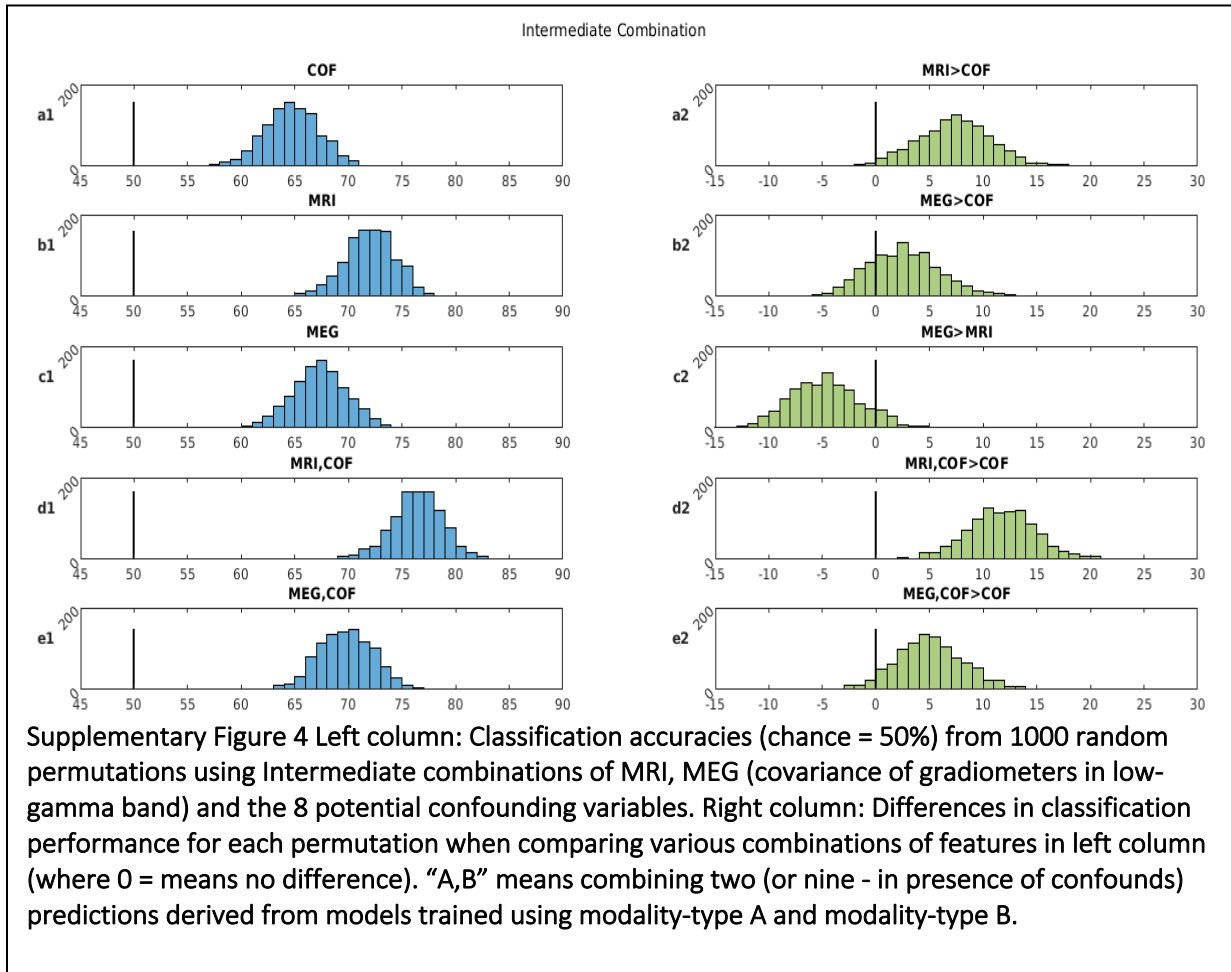 Intermediate Combination
COF
a1
200
0
45 50 55 60 65 70 75 80 85 90
MRI>COF
a2
200
0
-15 -10 -5 0 5 10 15 20 25 30
MRI
b1
200
0
45 50 55 60 65 70 75 80 85 90
MEG>COF
b2
200
0
-15 -10 -5 0 5 10 15 20 25 30
MEG
c1
200
0
45 50 55 60 65 70 75 80 85 90
MEG>MRI
c2
200
0
-15 -10 -5 0 5 10 15 20 25 30
MRI,COF
d1
200
0
45 50 55 60 65 70 75 80 85 90
MRI,COF>COF
d2
200
0
-15 -10 -5 0 5 10 15 20 25 30
MEG,COF
e1
200
0
45 50 55 60 65 70 75 80 85 90
MEG,COF>COF
e2
200
0
-15 -10 -5 0 5 10 15 20 25 30
Supplementary Figure 4 Left column: Classification accuracies (chance = 50%) from 1000 random
permutations using Intermediate combinations of MRI, MEG (covariance of gradiometers in low-
gamma band) and the 8 potential confounding variables. Right column: Differences in classification
performance for each permutation when comparing various combinations of features in left column
(where 0 = means no difference). “A,B” means combining two (or nine - in presence of confounds)
predictions derived from models trained using modality-type A and modality-type B.